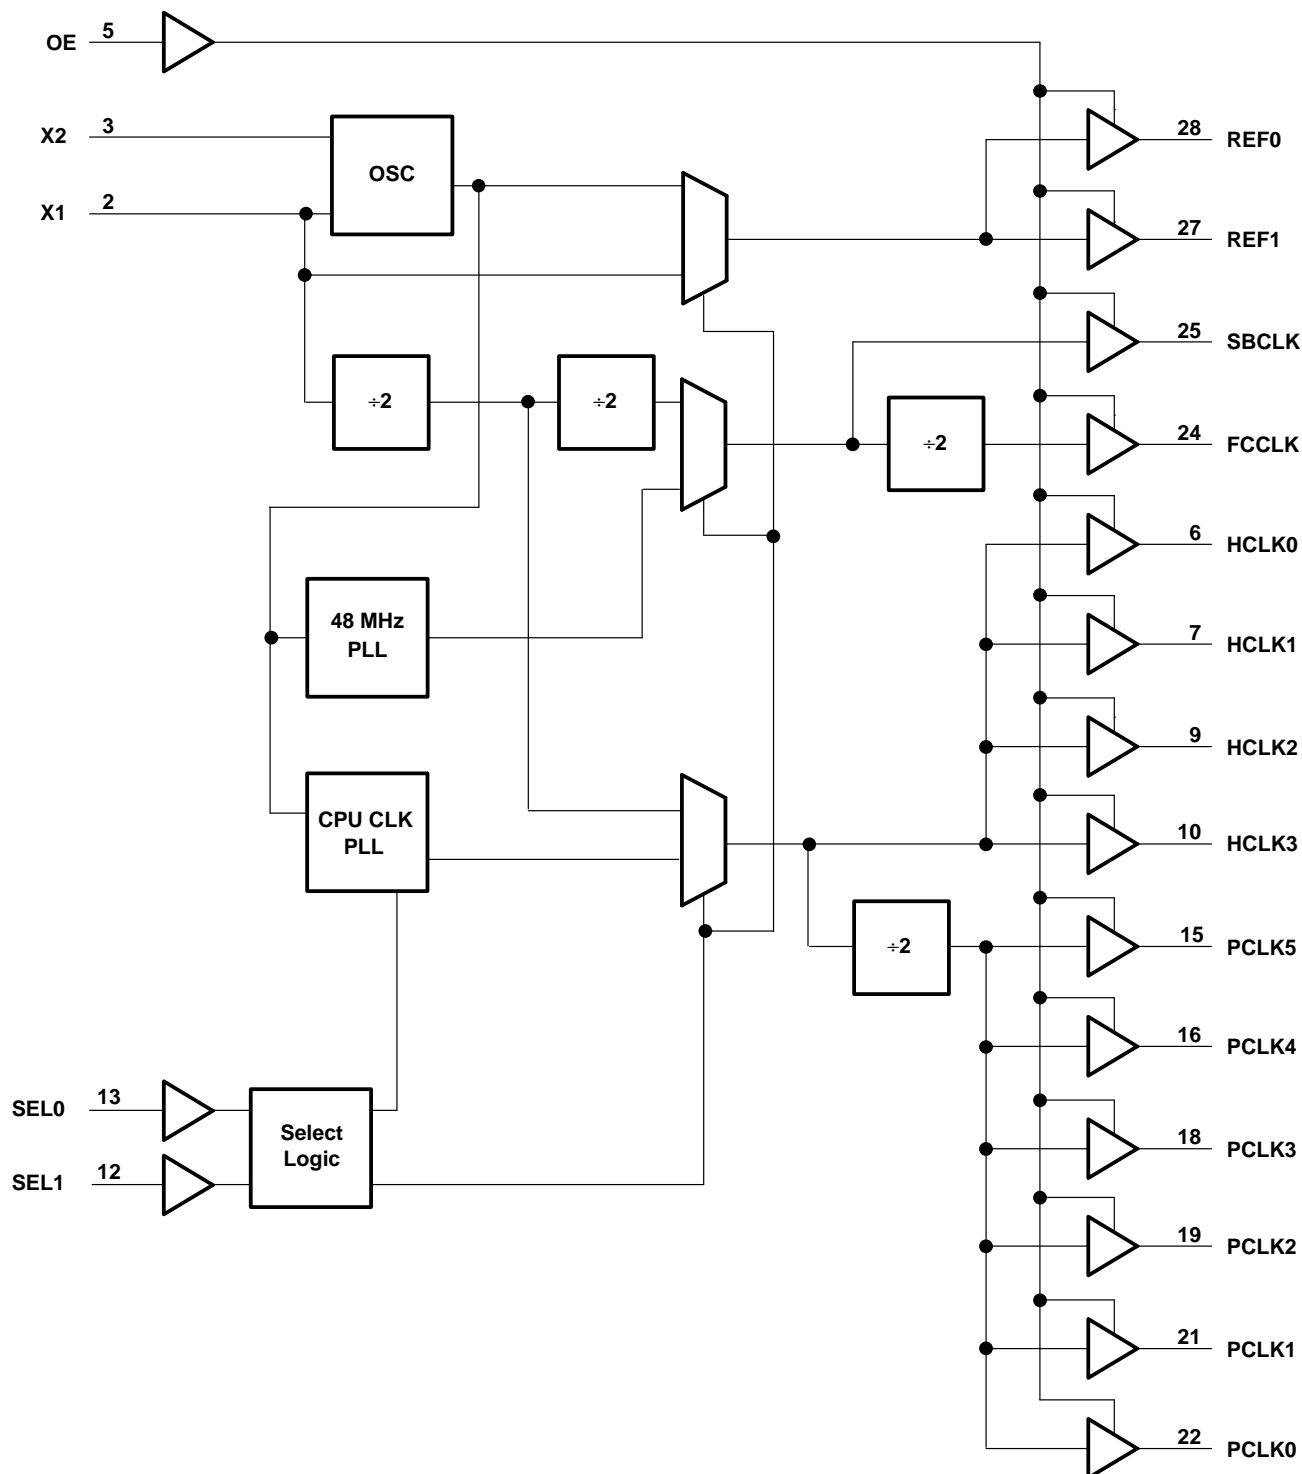 OE 5
X2 3
OSC
28 REF0
X1 2
27 REF1
25 SBCLK
÷2
÷2
÷2
24 FCCLK
6 HCLK0
48 MHz
PLL
7 HCLK1
9 HCLK2
CPU CLK
PLL
10 HCLK3
÷2
15 PCLK5
16 PCLK4
SEL0 13
Select
Logic
18 PCLK3
SEL1 12
19 PCLK2
21 PCLK1
22 PCLK0